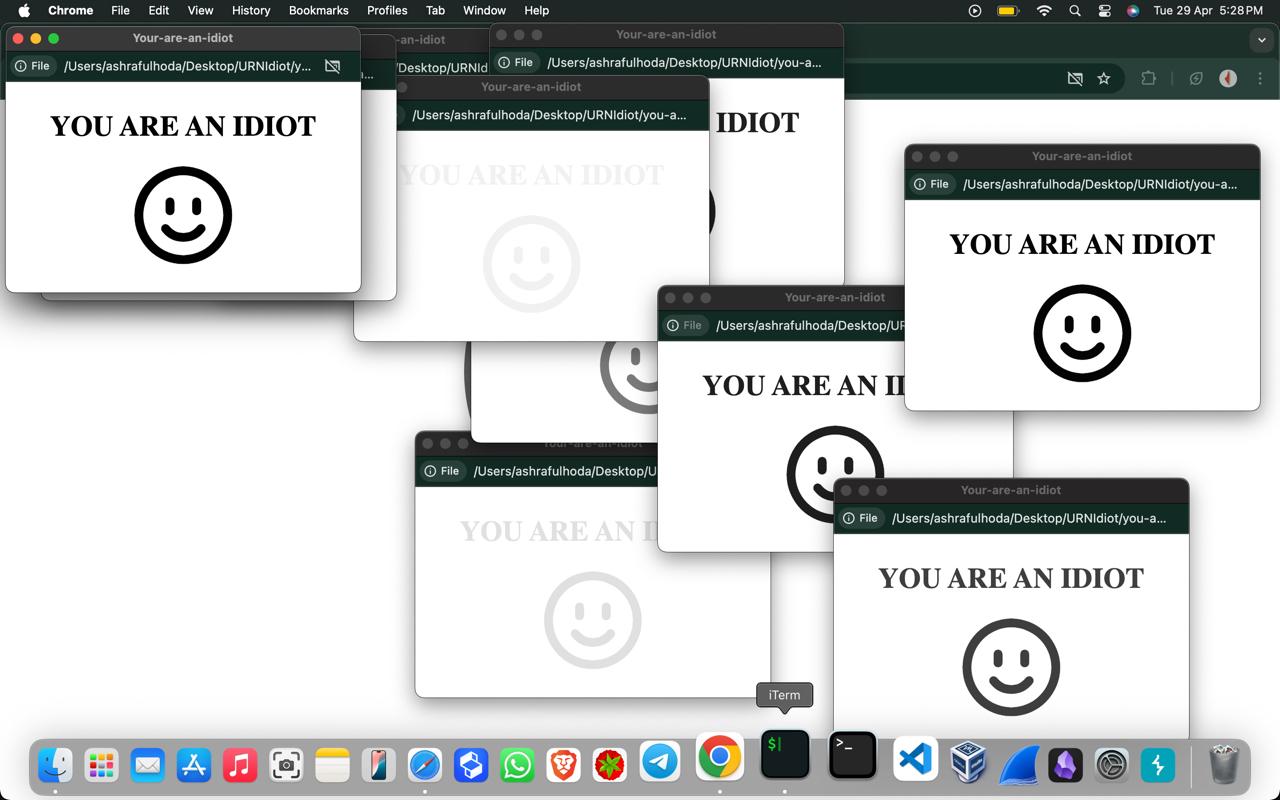 Chrome File Edit View History Bookmarks Profiles Tab Window Help Tue 29 Apr 5:28 PM
Your-are-an-idiot
File /Users/ashrafulhoda/Desktop/URNIdiot/y...
YOU ARE AN IDIOT
a...
-an-idiot
/Desktop/URNId
Your-are-an-idiot
File /Users/ashrafulhoda/Desktop/URNIdiot/you-a...
IDIOT
Your-are-an-idiot
/Users/ashrafulhoda/Desktop/URNIdiot/you-a...
YOU ARE AN IDIOT
Your-are-an-idiot
File /Users/ashrafulhoda/Desktop/URNIdiot/you-a...
YOU ARE AN IDIOT
Your-are-an-idiot
File /Users/ashrafulhoda/Desktop/UR
YOU ARE AN I
Your-are-an-idiot
File /Users/ashrafulhoda/Desktop/U
YOU ARE AN I
Your-are-an-idiot
File /Users/ashrafulhoda/Desktop/URNIdiot/you-a...
YOU ARE AN IDIOT
iTerm
$
>_